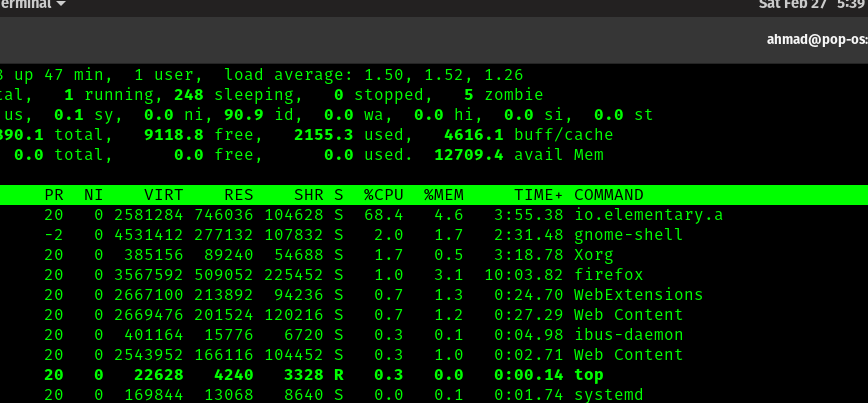 erminal Sat Feb 27 5:39
ahmad@pop-os:
up 47 min, 1 user, load average: 1.50, 1.52, 1.26
tal, 1 running, 248 sleeping, 0 stopped, 5 zombie
us, 0.1 sy, 0.0 ni, 90.9 id, 0.0 wa, 0.0 hi, 0.0 si, 0.0 st
890.1 total, 9118.8 free, 2155.3 used, 4616.1 buff/cache
0.0 total, 0.0 free, 0.0 used. 12709.4 avail Mem
PR NI VIRT RES SHR S %CPU %MEM TIME+ COMMAND
20 0 2581284 746036 104628 S 68.4 4.6 3:55.38 io.elementary.a
-2 0 4531412 277132 107832 S 2.0 1.7 2:31.48 gnome-shell
20 0 385156 89240 54688 S 1.7 0.5 3:18.78 Xorg
20 0 3567592 509052 225452 S 1.0 3.1 10:03.82 firefox
20 0 2667100 213892 94236 S 0.7 1.3 0:24.70 WebExtensions
20 0 2669476 201524 120216 S 0.7 1.2 0:27.29 Web Content
20 0 401164 15776 6720 S 0.3 0.1 0:04.98 ibus-daemon
20 0 2543952 166116 104452 S 0.3 1.0 0:02.71 Web Content
20 0 22628 4240 3328 R 0.3 0.0 0:00.14 top
20 0 169844 13068 8640 S 0.0 0.1 0:01.74 systemd